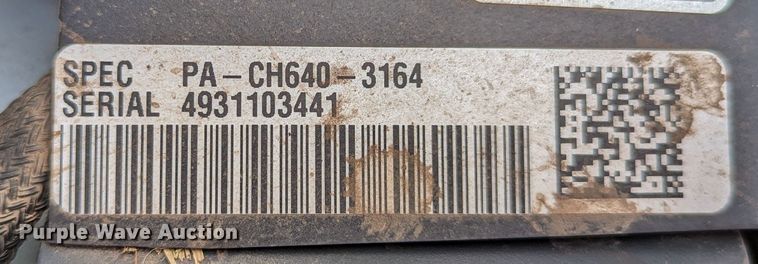 SPEC PA-CH640-3164
SERIAL 4931103441
Purple Wave Auction